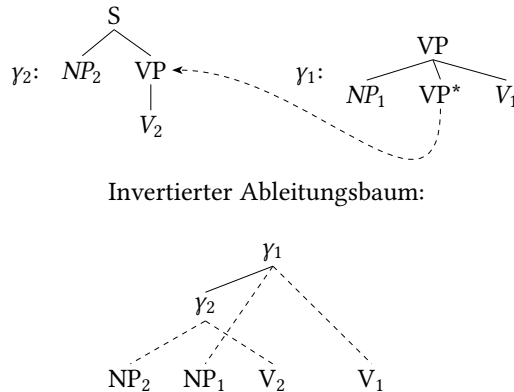 S
VP
γ₂: NP₂ VP γ₁: NP₁ VP* V₁
V₂
Invertierter Ableitungsbaum:
γ₁
γ₂
NP₂ NP₁ V₂ V₁